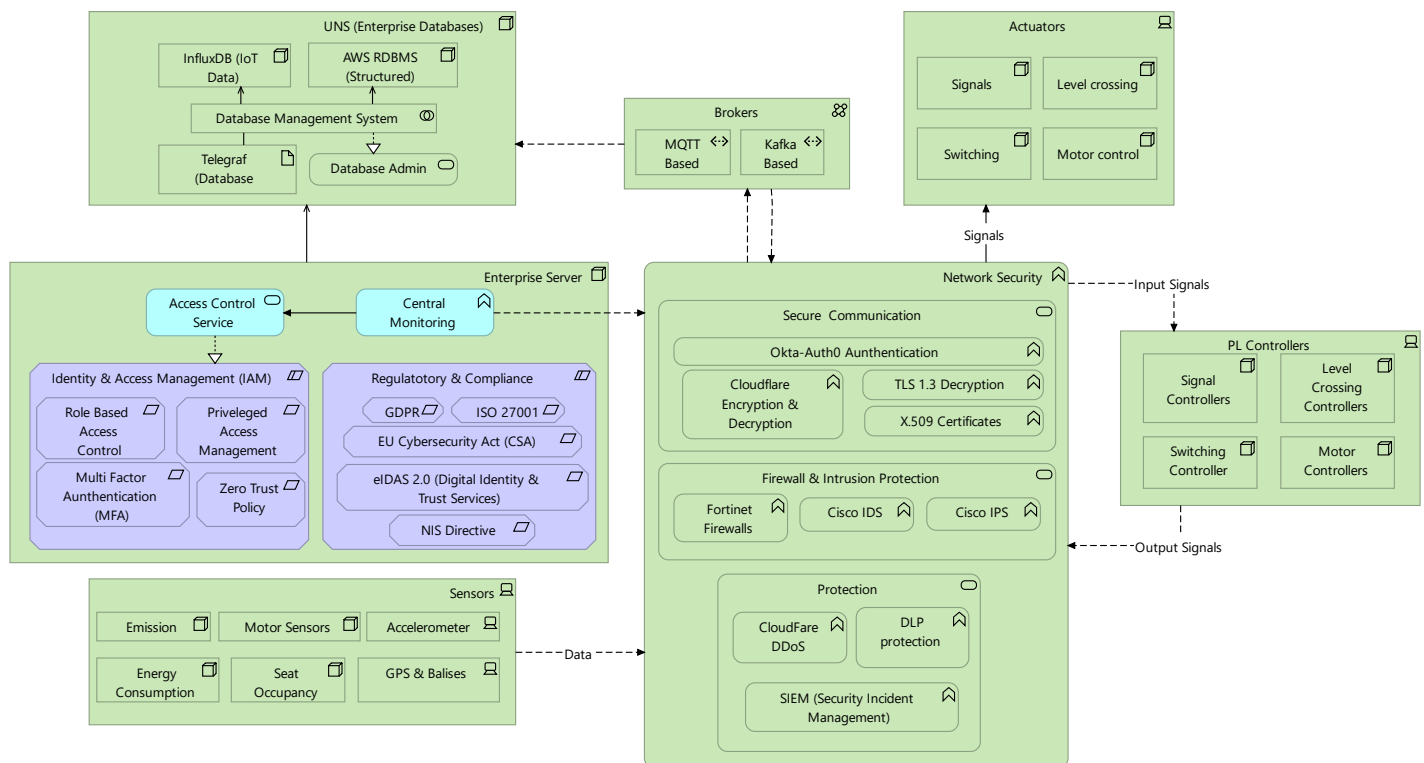 UNS (Enterprise Databases)
InfluxDB (IoT
Data)
AWS RDBMS
(Structured)
Database Management System
Telegraf
(Database
Database Admin
Brokers
MQTT
Based
Kafka
Based
Actuators
Signals
Level crossing
Switching
Motor control
Signals
Enterprise Server
Access Control
Service
Central
Monitoring
Identity & Access Management (IAM)
Role Based
Access
Control
Priveleged
Access
Management
Multi Factor
Aunthentication
(MFA)
Zero Trust
Policy
Regulatotory & Compliance
GDPR
ISO 27001
EU Cybersecurity Act (CSA)
eIDAS 2.0 (Digital Identity &
Trust Services)
NIS Directive
Network Security
Secure  Communication
Okta-Auth0 Aunthentication
Cloudflare
Encryption &
Decryption
TLS 1.3 Decryption
X.509 Certificates
Firewall & Intrusion Protection
Fortinet
Firewalls
Cisco IDS
Cisco IPS
Protection
CloudFare
DDoS
DLP
protection
SIEM (Security Incident
Management)
Input Signals
PL Controllers
Signal
Controllers
Level
Crossing
Controllers
Switching
Controller
Motor
Controllers
Output Signals
Sensors
Emission
Motor Sensors
Accelerometer
Energy
Consumption
Seat
Occupancy
GPS & Balises
Data